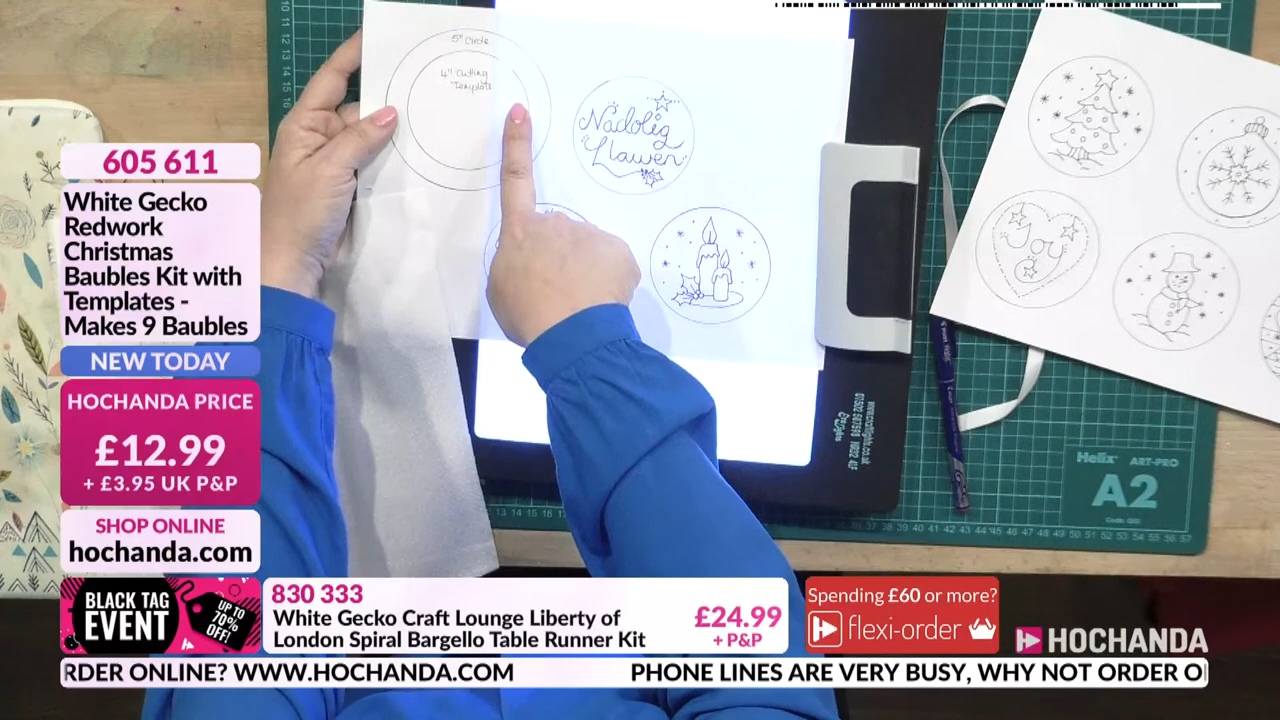 5" Circle
4" Cutting
Template
Nadolig
Llawen
Joy
605 611
White Gecko
Redwork
Christmas
Baubles Kit with
Templates -
Makes 9 Baubles
NEW TODAY
HOCHANDA PRICE
£12.99
+ £3.95 UK P&P
SHOP ONLINE
hochanda.com
Helix
ART-PRO
A2
BLACK TAG
EVENT
UP TO
70%
OFF!
830 333
White Gecko Craft Lounge Liberty of
London Spiral Bargello Table Runner Kit
£24.99
+ P&P
Spending £60 or more?
flexi-order
HOCHANDA
RDER ONLINE? WWW.HOCHANDA.COM
PHONE LINES ARE VERY BUSY, WHY NOT ORDER O